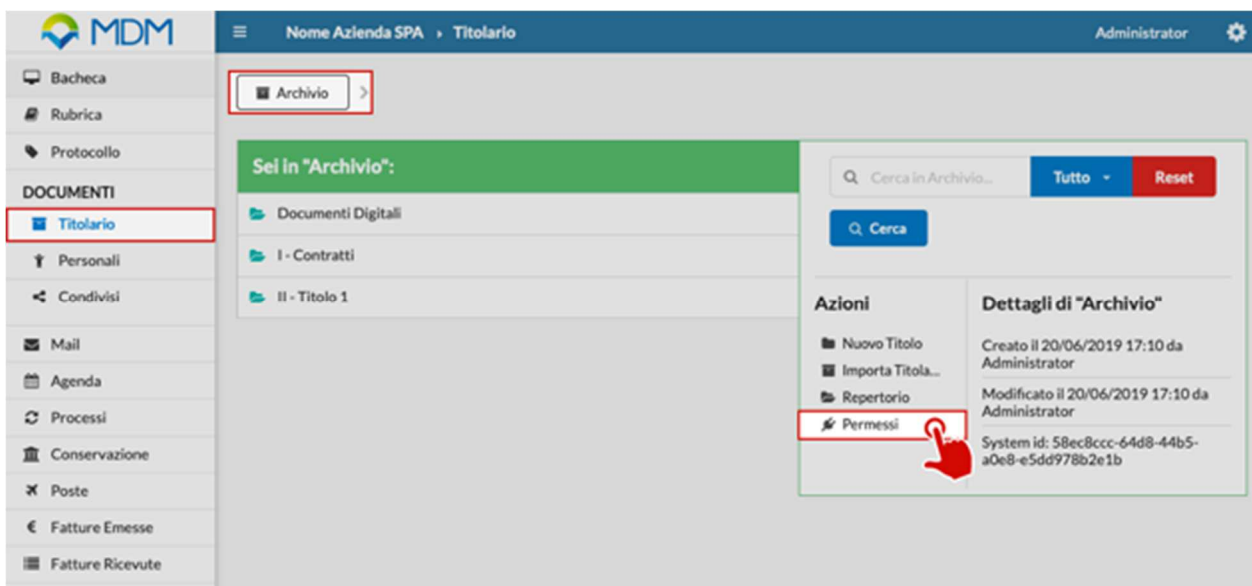 MDM
Nome Azienda SPA › Titolario
Administrator
Bacheca
Rubrica
Protocollo
DOCUMENTI
Titolario
Personali
Condivisi
Mail
Agenda
Processi
Conservazione
Poste
Fatture Emesse
Fatture Ricevute
Archivio
Sei in "Archivio":
Documenti Digitali
I - Contratti
II - Titolo 1
Cerca in Archivio...
Tutto
Reset
Cerca
Azioni
Nuovo Titolo
Importa Titola...
Repertorio
Permessi
Dettagli di "Archivio"
Creato il 20/06/2019 17:10 da
Administrator
Modificato il 20/06/2019 17:10 da
Administrator
System id: 58ec8ccc-64d8-44b5-
a0e8-e5dd978b2e1b